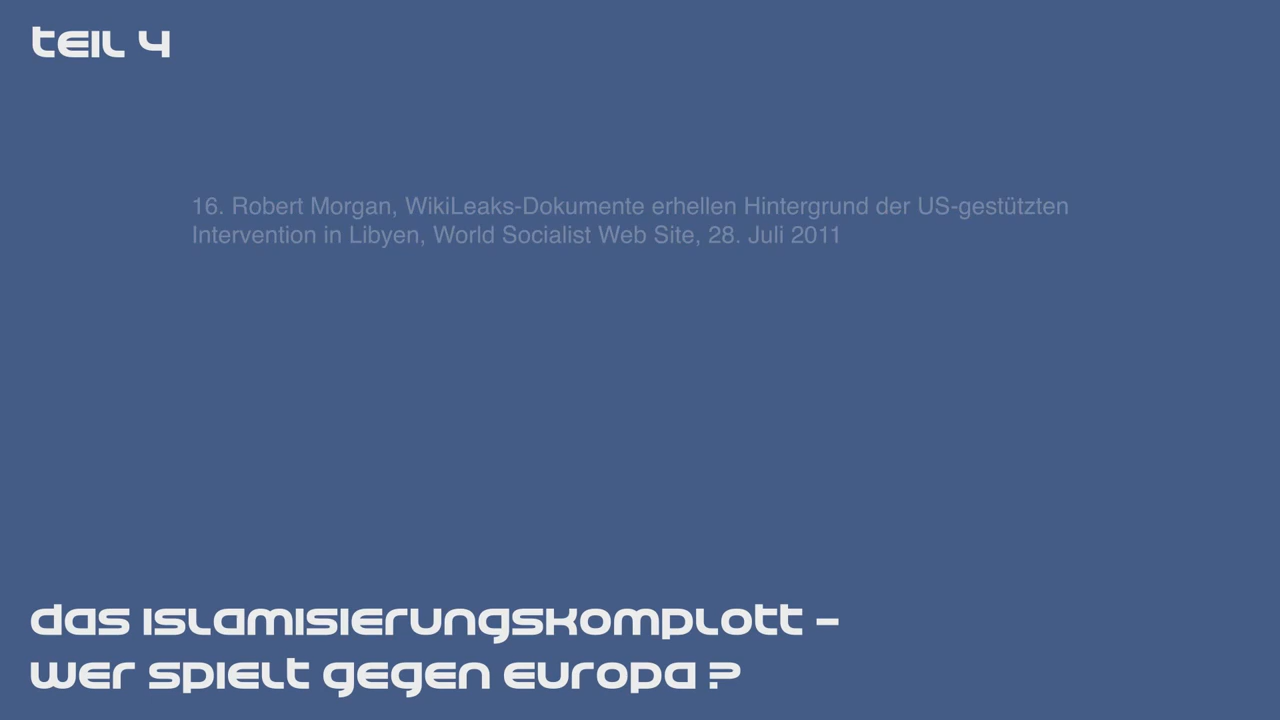 Teil 4
16. Robert Morgan, WikiLeaks-Dokumente erhellen Hintergrund der US-gestützten
Intervention in Libyen, World Socialist Web Site, 28. Juli 2011
Das Islamisierungskomplott –
Wer spielt gegen Europa ?